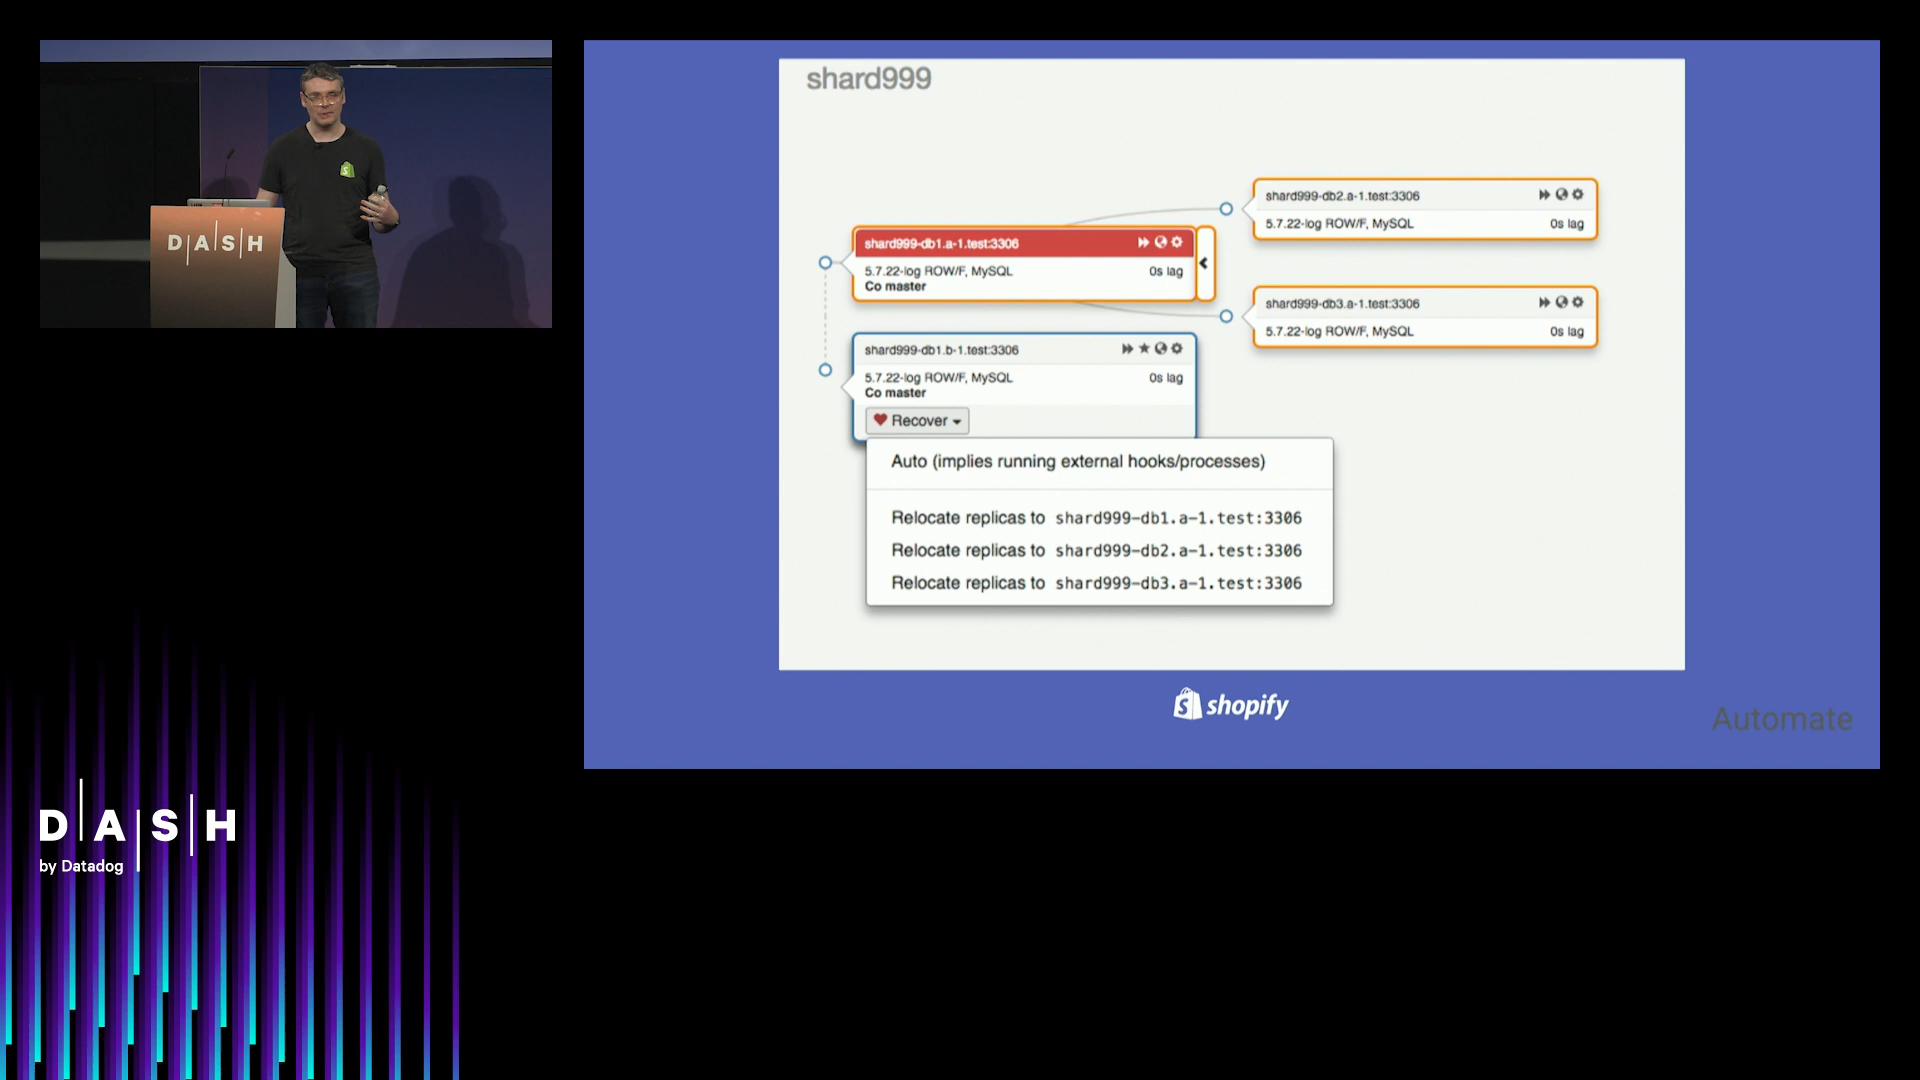 D|A|S|H
shard999
shard999-db1.a-1.test:3306
5.7.22-log ROW/F, MySQL 0s lag
Co master
shard999-db2.a-1.test:3306
5.7.22-log ROW/F, MySQL 0s lag
shard999-db3.a-1.test:3306
5.7.22-log ROW/F, MySQL 0s lag
shard999-db1.b-1.test:3306
5.7.22-log ROW/F, MySQL 0s lag
Co master
Recover
Auto (implies running external hooks/processes)
Relocate replicas to shard999-db1.a-1.test:3306
Relocate replicas to shard999-db2.a-1.test:3306
Relocate replicas to shard999-db3.a-1.test:3306
shopify
Automate
D|A|S|H
by Datadog